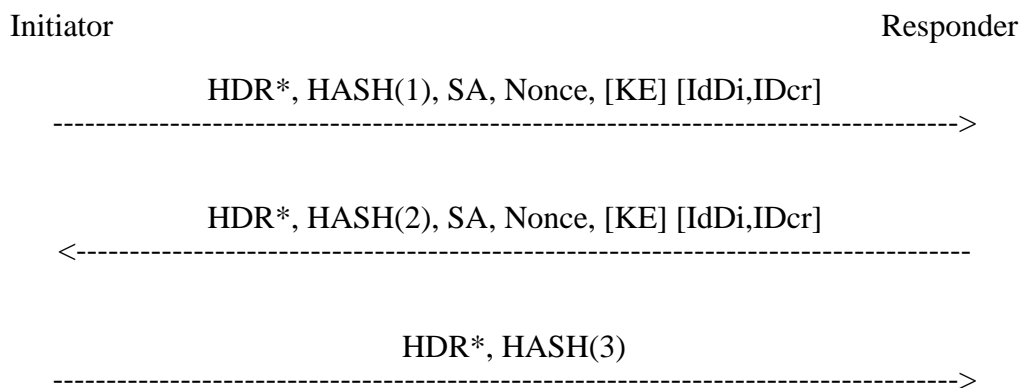 Initiator Responder
HDR*, HASH(1), SA, Nonce, [KE] [IdDi,IDcr]
------------------------------------------------------------------------------------->
HDR*, HASH(2), SA, Nonce, [KE] [IdDi,IDcr]
<------------------------------------------------------------------------------------
HDR*, HASH(3)
------------------------------------------------------------------------------------->